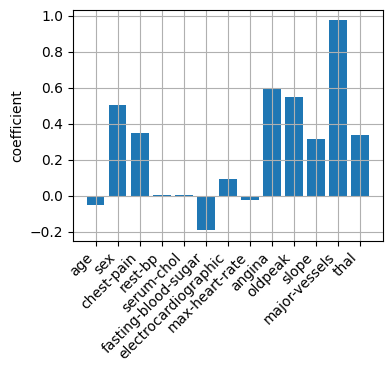 1.0
0.8
0.6
0.4
0.2
0.0
−0.2
coefficient
age
sex
chest-pain
rest-bp
serum-chol
fasting-blood-sugar
electrocardiographic
max-heart-rate
angina
oldpeak
slope
major-vessels
thal